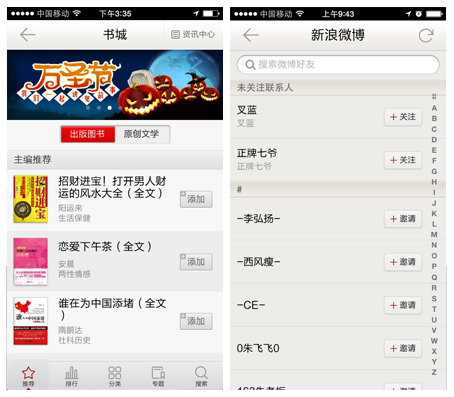 中国移动 下午3:35
书城
资讯中心
万圣节
出版图书 原创文学
主编推荐
招财进宝！打开男人财
运的风水大全（全文）
阳运来
生活保健
添加
招财进宝
恋爱下午茶（全文）
安晨
两性情感
添加
谁在为中国添堵（全文
）
隋鹏达
社科历史
添加
推荐 排行 分类 专题 搜索
中国移动 上午9:43
新浪微博
搜索微博好友
未关注联系人
叉蓝
叉蓝
+关注
正牌七爷
正牌七爷
+关注
#
–李弘扬–
+邀请
–西风瘦–
+邀请
–CE–
+邀请
0朱飞飞0
+邀请
#
A
B
C
D
E
F
G
H
I
J
K
L
M
N
O
P
Q
R
S
T
U
V
W
X
Y
Z